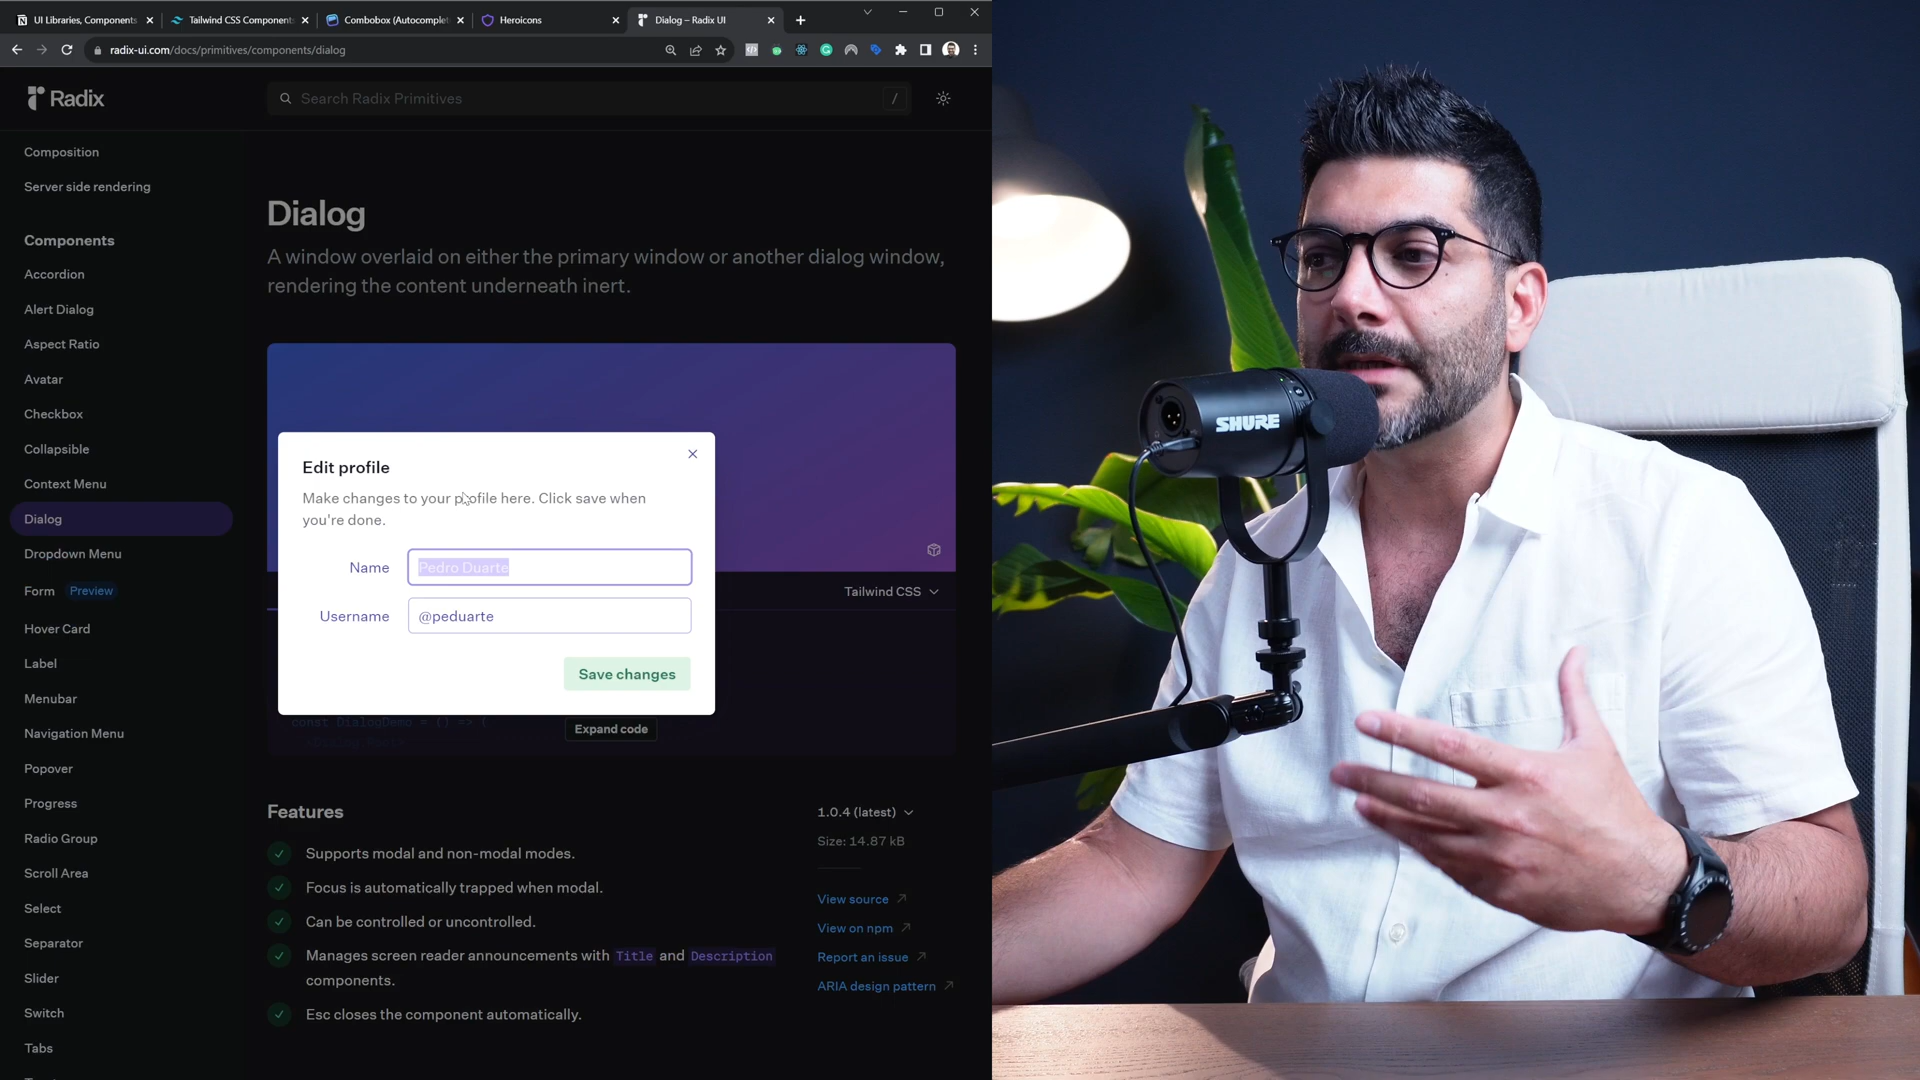 UI Libraries, Components
Tailwind CSS Components
Combobox (Autocomplet
Heroicons
Dialog – Radix UI
radix-ui.com/docs/primitives/components/dialog
Radix
Search Radix Primitives
/
Composition
Server side rendering
Components
Accordion
Alert Dialog
Aspect Ratio
Avatar
Checkbox
Collapsible
Context Menu
Dialog
Dropdown Menu
Form Preview
Hover Card
Label
Menubar
Navigation Menu
Popover
Progress
Radio Group
Scroll Area
Select
Separator
Slider
Switch
Tabs
Dialog
A window overlaid on either the primary window or another dialog window,
rendering the content underneath inert.
Edit profile
Make changes to your profile here. Click save when
you're done.
Name Pedro Duarte
Username @peduarte
Save changes
Tailwind CSS
const DialogDemo = () => (
<Dialog.Root>
Expand code
Features
Supports modal and non-modal modes.
Focus is automatically trapped when modal.
Can be controlled or uncontrolled.
Manages screen reader announcements with Title and Description
components.
Esc closes the component automatically.
1.0.4 (latest)
Size: 14.87 kB
View source
View on npm
Report an issue
ARIA design pattern
SHURE